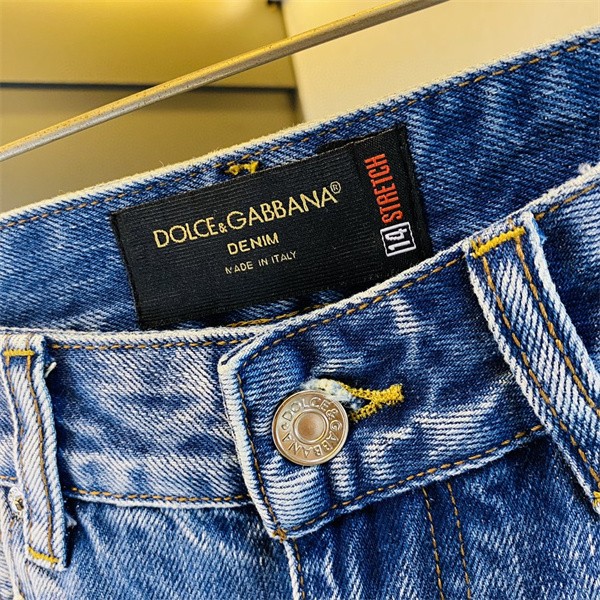 DOLCE&GABBANA®
DENIM
MADE IN ITALY
14 STRETCH
DOLCE&GABBANA